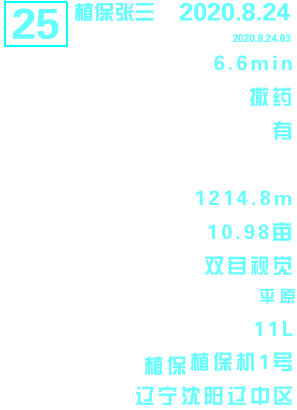 25 植保张三 2020.8.24
2020.8.24.03
6.6min
撒药
有
1214.8m
10.98亩
双目视觉
平原
11L
植保植保机1号
辽宁沈阳辽中区